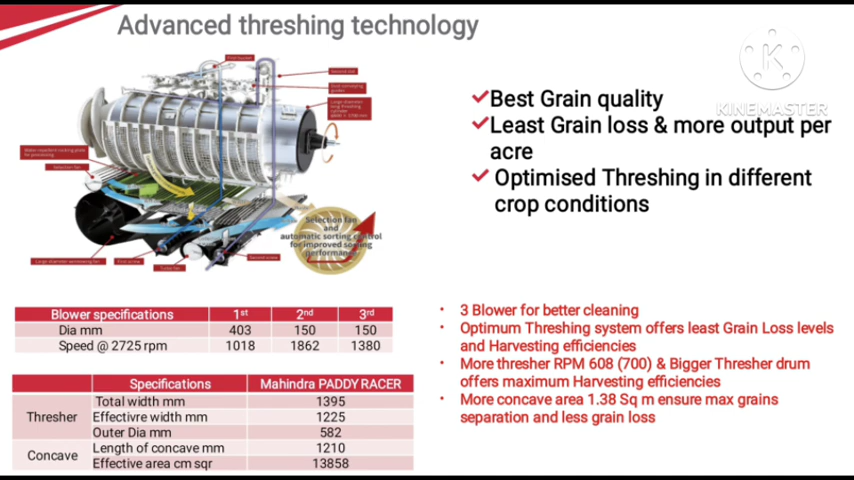 Advanced threshing technology
KINEMASTER
Best Grain quality
Least Grain loss & more output per
acre
Optimised Threshing in different
crop conditions
Selection fan
Selection fan
and
automatic sorting control
for improved sorting
performance
Turbo fan
Blower specifications 1st 2nd 3rd
Dia mm 403 150 150
Speed @ 2725 rpm 1018 1862 1380
Specifications Mahindra PADDY RACER
Thresher
Total width mm 1395
Effectivre width mm 1225
Outer Dia mm 582
Concave
Length of concave mm 1210
Effective area cm sqr 13858
• 3 Blower for better cleaning
• Optimum Threshing system offers least Grain Loss levels
and Harvesting efficiencies
• More thresher RPM 608 (700) & Bigger Thresher drum
offers maximum Harvesting efficiencies
• More concave area 1.38 Sq m ensure max grains
separation and less grain loss